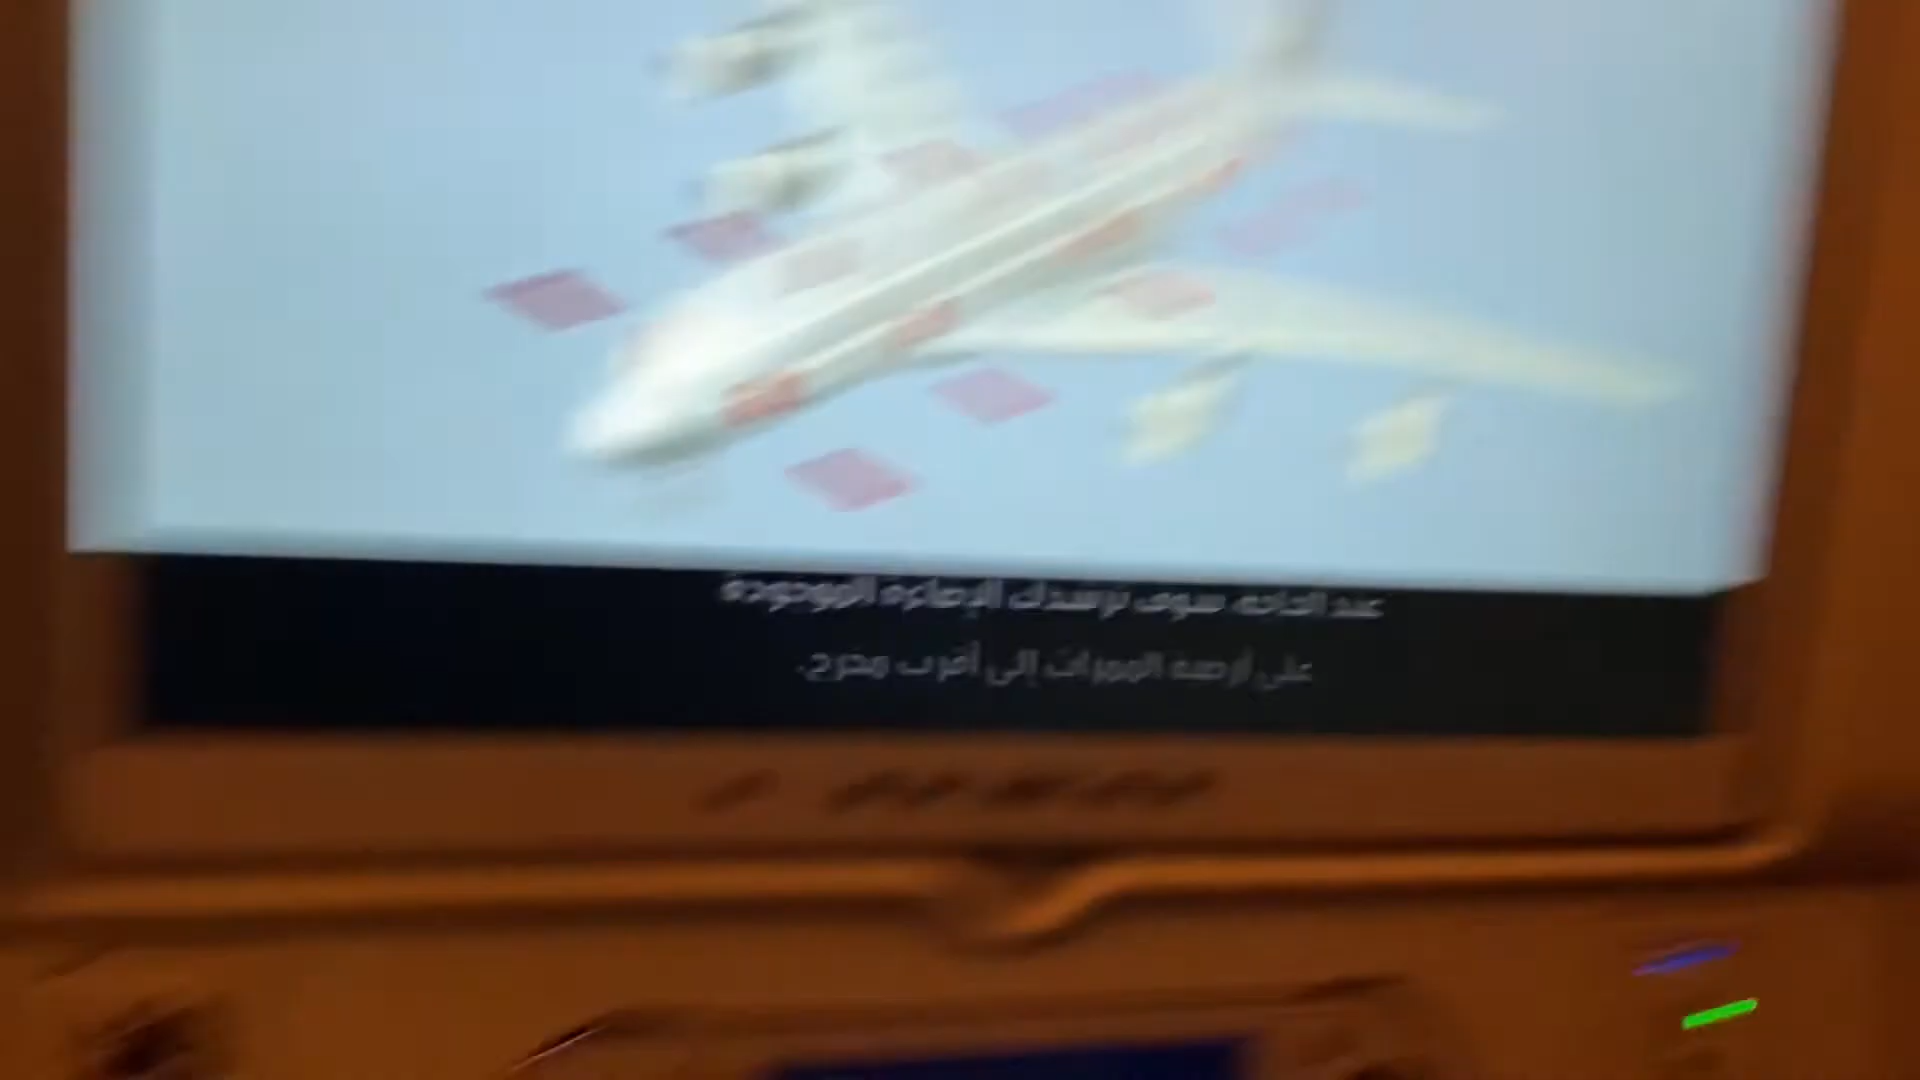 عند الحاجة سوف ترشدك الإضاءة الموجودة
على أرضية الممرات إلى أقرب مخرج.